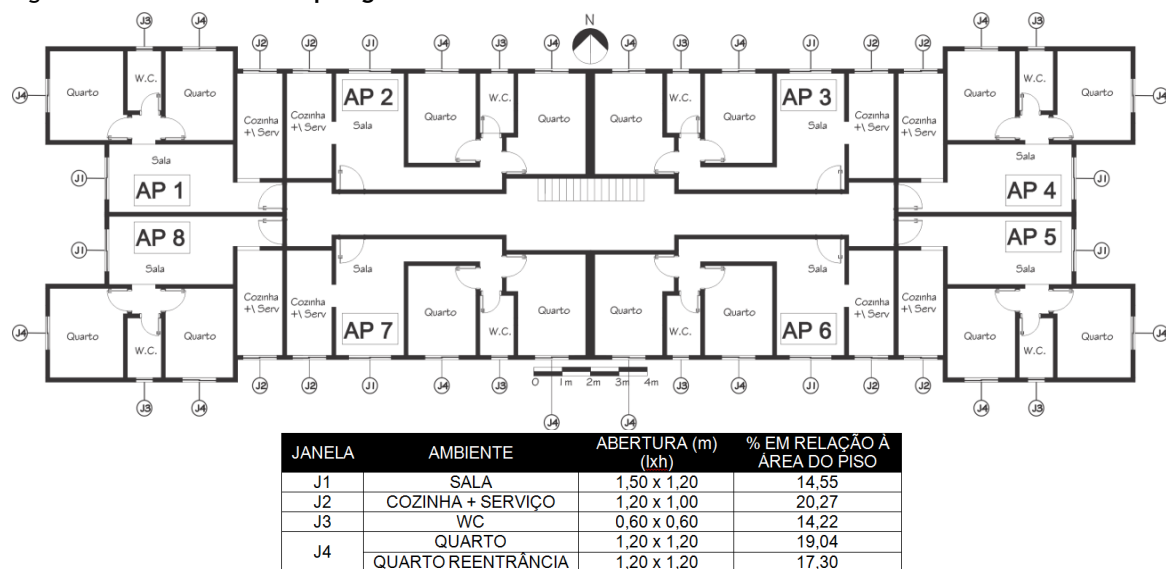 J3 J4 N J4 J3
J2 J2 J1 J4 J3 J4 J4 J3 J4 J1 J2 J2
J4 Quarto W.C. Quarto AP 2 W.C. W.C. AP 3 Quarto W.C. Quarto J4
Cozinha
+\ Serv
Cozinha
+\ Serv
Sala Quarto Quarto Quarto Quarto Sala
Cozinha
+\ Serv
Cozinha
+\ Serv
Sala Sala
J1 AP 1 AP 4 J1
J1 AP 8 AP 5 J1
Sala Sala Sala Sala
Cozinha
+\ Serv
Cozinha
+\ Serv
Quarto Quarto Quarto Quarto
Cozinha
+\ Serv
Cozinha
+\ Serv
J4 Quarto W.C. Quarto AP 7 W.C. W.C. AP 6 Quarto W.C. Quarto J4
J2 J2 J1 J4 J3 J3 J4 J1 J2 J2
0 1m 2m 3m 4m
J3 J4 J4 J4 J4 J3
JANELA AMBIENTE ABERTURA (m) (lxh) % EM RELAÇÃO À ÁREA DO PISO
J1 SALA 1,50 x 1,20 14,55
J2 COZINHA + SERVIÇO 1,20 x 1,00 20,27
J3 WC 0,60 x 0,60 14,22
J4 QUARTO 1,20 x 1,20 19,04
QUARTO REENTRÂNCIA 1,20 x 1,20 17,30